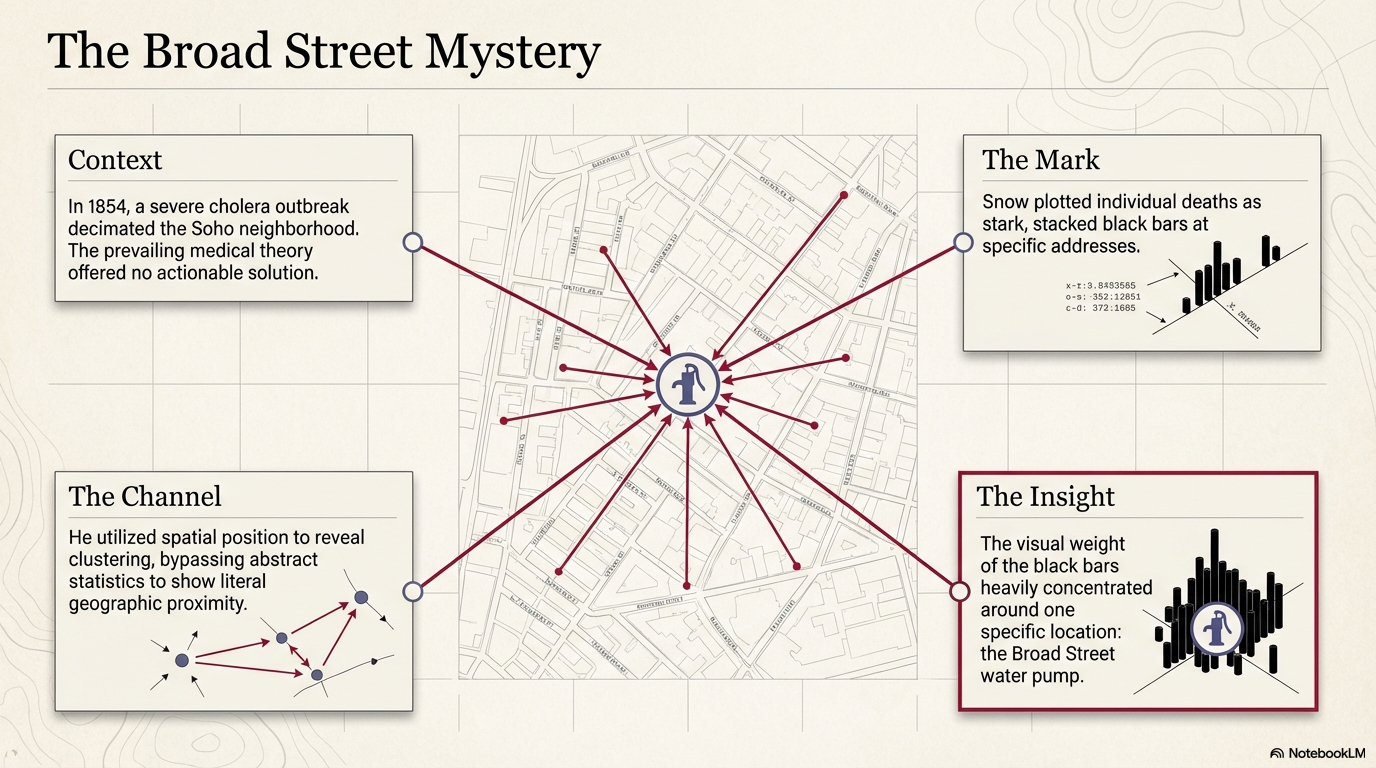 The Broad Street Mystery
Context
In 1854, a severe cholera outbreak
decimated the Soho neighborhood.
The prevailing medical theory
offered no actionable solution.
The Mark
Snow plotted individual deaths as
stark, stacked black bars at
specific addresses.
The Channel
He utilized spatial position to reveal
clustering, bypassing abstract
statistics to show literal
geographic proximity.
The Insight
The visual weight
of the black bars
heavily concentrated
around one
specific location:
the Broad Street
water pump.
NotebookLM